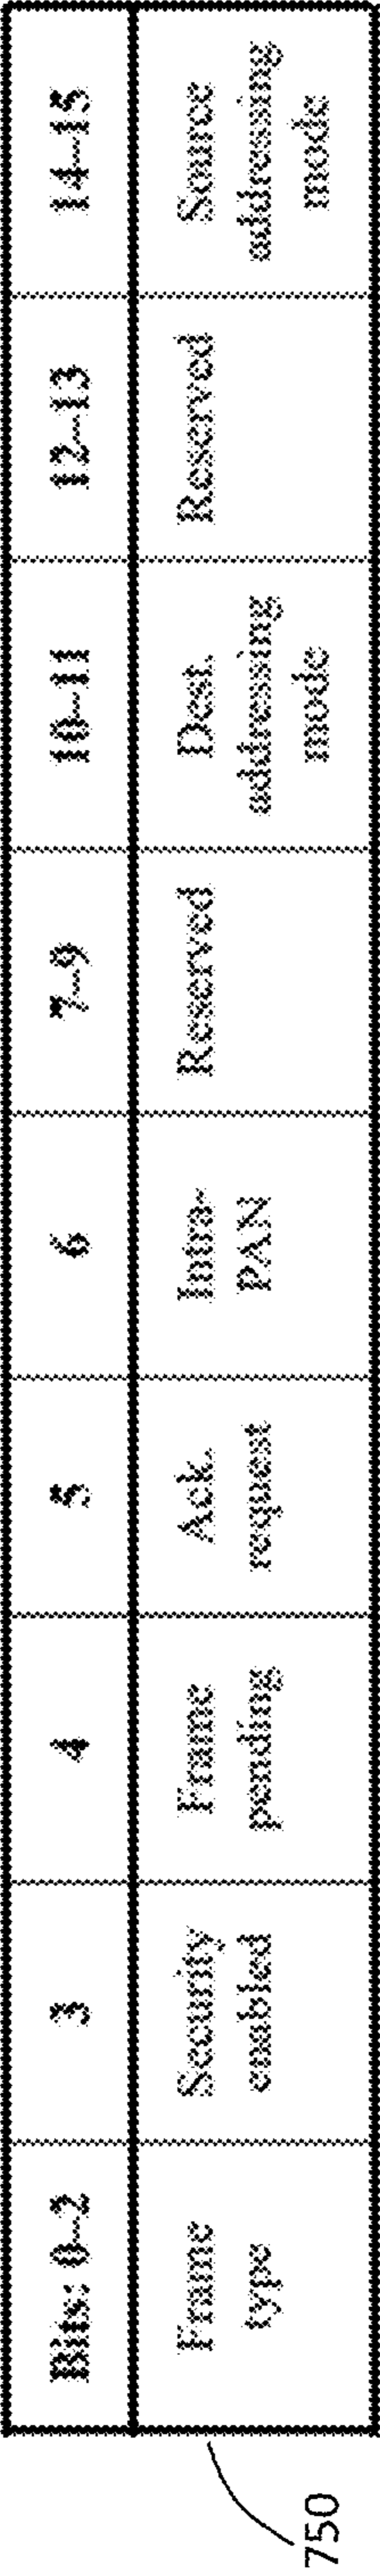 Bits: 0–2 3 4 5 6 7–9 10–11 12–13 14–15
Frame Security Frame Ack. Intra- Reserved Dest. Reserved Source
type enabled pending request PAN addressing addressing
mode mode
750